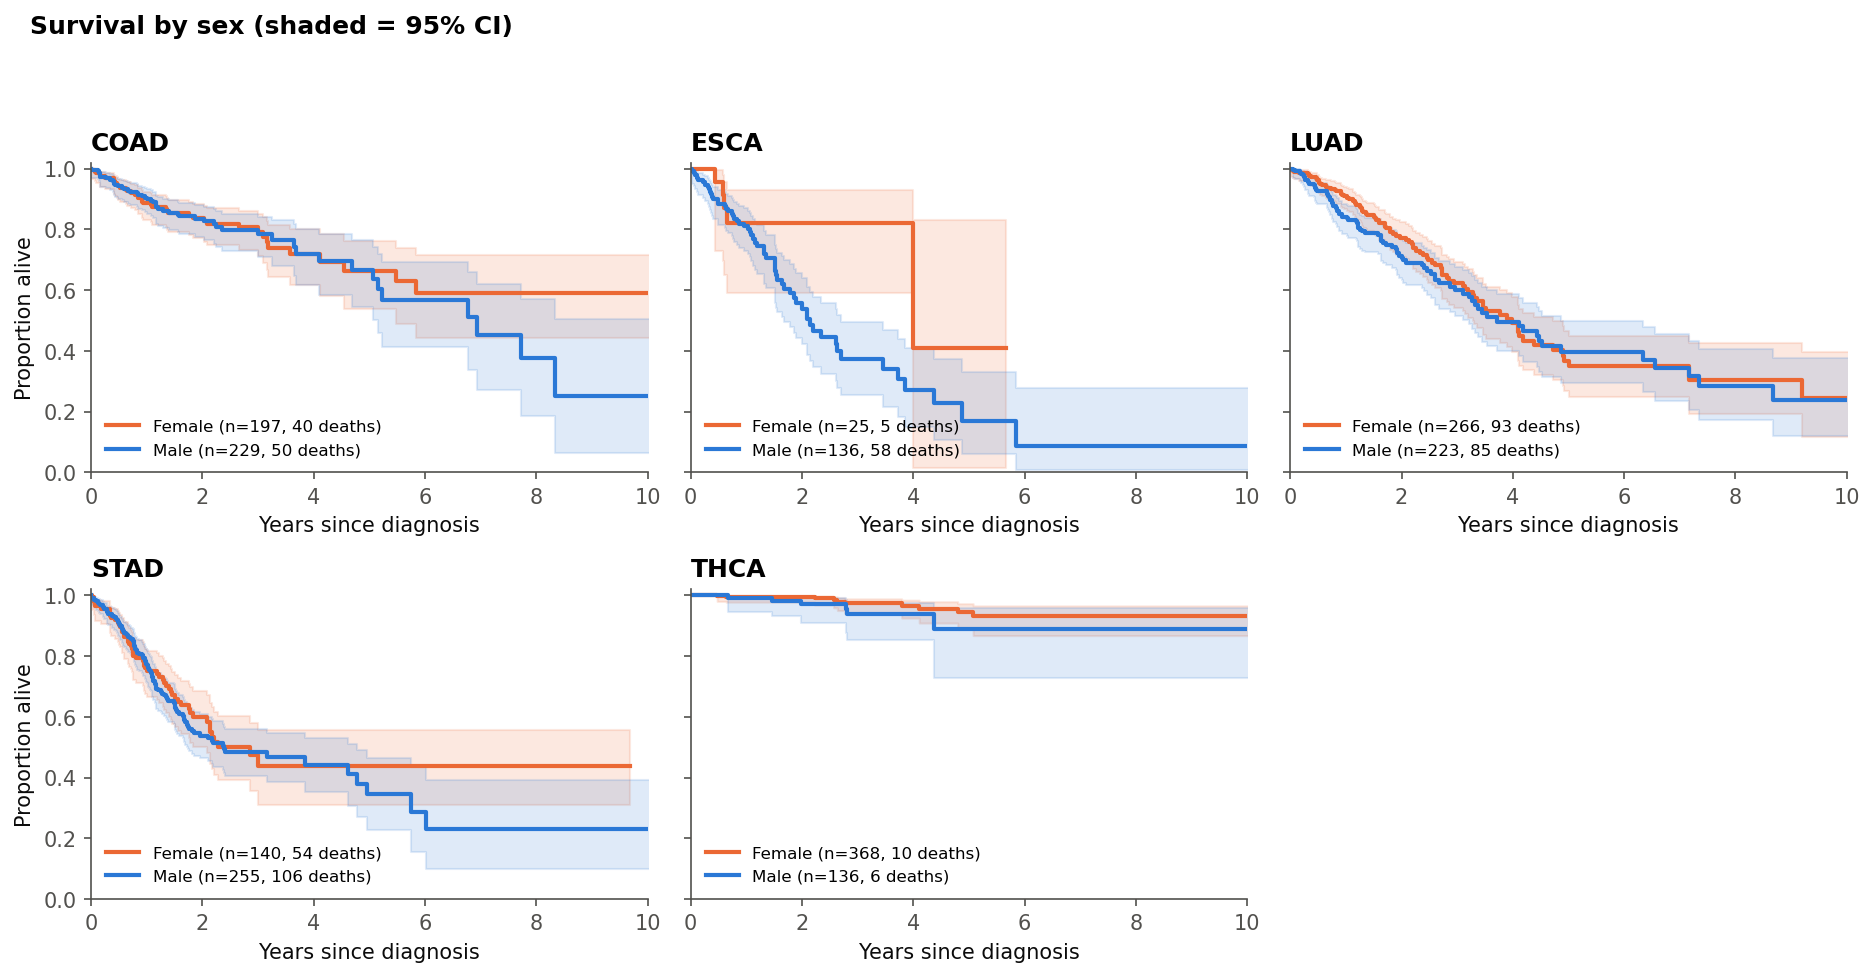 Survival by sex (shaded = 95% CI)
COAD
Proportion alive
1.0
0.8
0.6
0.4
0.2
0.0
Female (n=197, 40 deaths)
Male (n=229, 50 deaths)
0 2 4 6 8 10
Years since diagnosis
ESCA
Female (n=25, 5 deaths)
Male (n=136, 58 deaths)
0 2 4 6 8 10
Years since diagnosis
LUAD
Female (n=266, 93 deaths)
Male (n=223, 85 deaths)
0 2 4 6 8 10
Years since diagnosis
STAD
Proportion alive
1.0
0.8
0.6
0.4
0.2
0.0
Female (n=140, 54 deaths)
Male (n=255, 106 deaths)
0 2 4 6 8 10
Years since diagnosis
THCA
Female (n=368, 10 deaths)
Male (n=136, 6 deaths)
0 2 4 6 8 10
Years since diagnosis